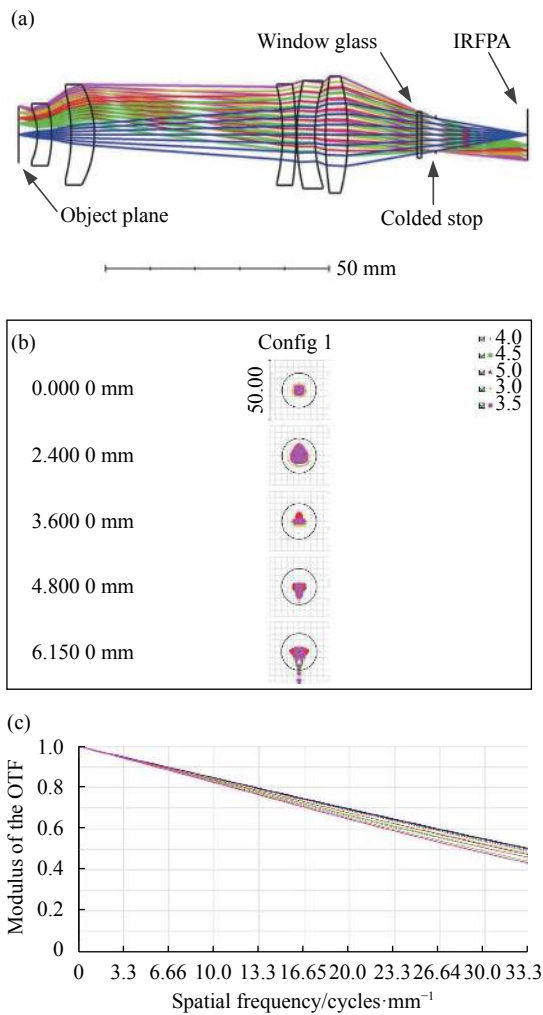 (a)
Window glass
IRFPA
Object plane
Colded stop
50 mm
(b)
Config 1
4.0
4.5
5.0
3.0
3.5
50.00
0.000 0 mm
2.400 0 mm
3.600 0 mm
4.800 0 mm
6.150 0 mm
(c)
Modulus of the OTF
1.0
0.8
0.6
0.4
0.2
0
0 3.3 6.66 10.0 13.3 16.65 20.0 23.3 26.64 30.0 33.3
Spatial frequency/cycles·mm⁻¹